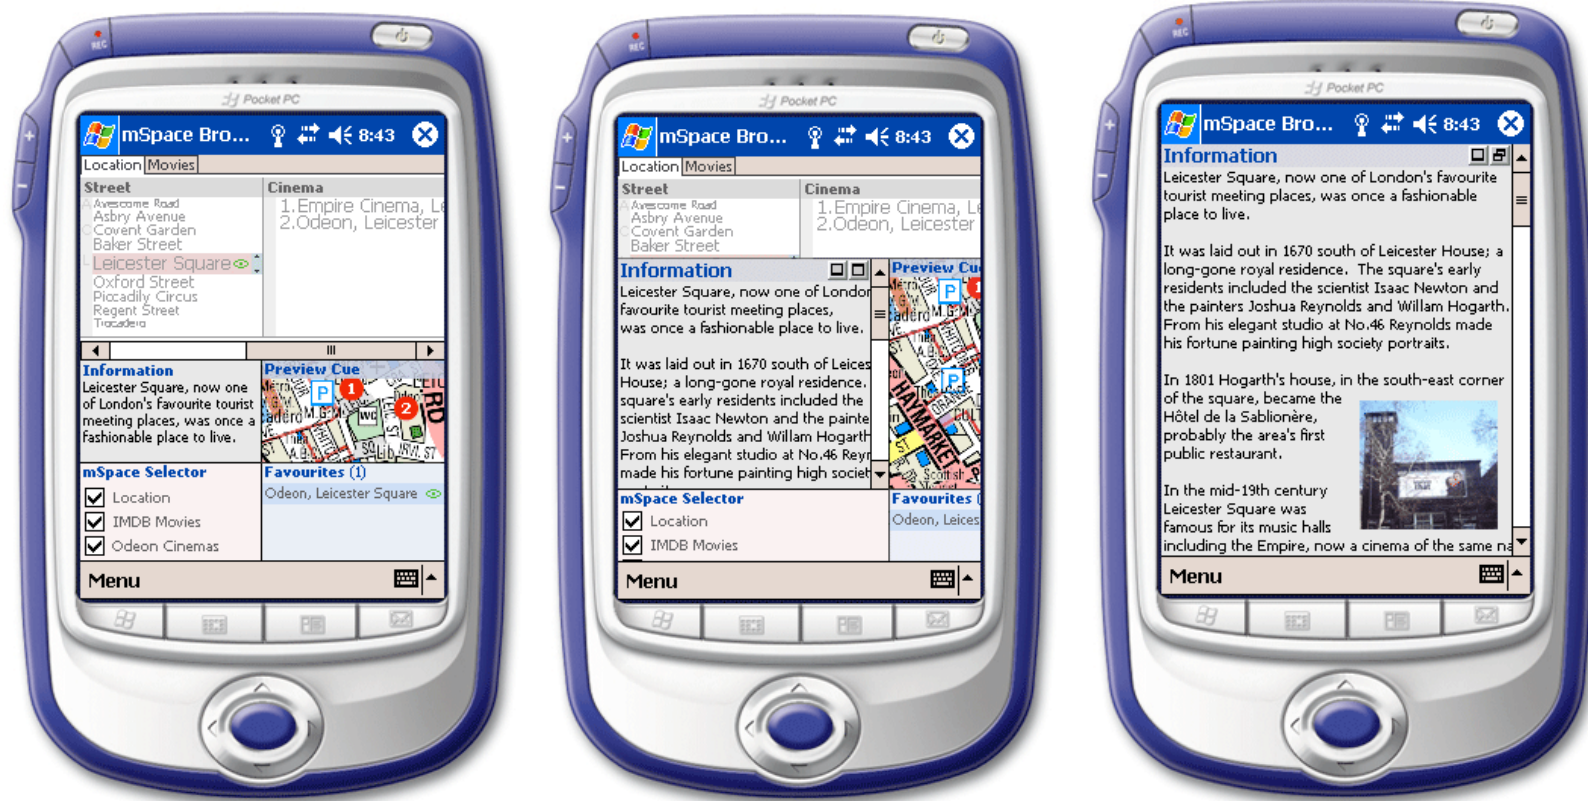 REC
Pocket PC
mSpace Bro... 8:43
Location Movies
Street Cinema
Awesome Road
Asbry Avenue
Covent Garden
Baker Street
Leicester Square
Oxford Street
Piccadily Circus
Regent Street
Trocadero
1.Empire Cinema, Le
2.Odeon, Leicester
Information
Leicester Square, now one
of London's favourite tourist
meeting places, was once a
fashionable place to live.
Preview Cue
P
1
2
WC
mSpace Selector
Location
IMDB Movies
Odeon Cinemas
Favourites (1)
Odeon, Leicester Square
Menu
REC
Pocket PC
mSpace Bro... 8:43
Location Movies
Street Cinema
Awesome Road
Asbry Avenue
Covent Garden
Baker Street
1.Empire Cinema, Le
2.Odeon, Leicester
Information
Leicester Square, now one of London
favourite tourist meeting places,
was once a fashionable place to live.
It was laid out in 1670 south of Leices
House; a long-gone royal residence.
square's early residents included the
scientist Isaac Newton and the painte
Joshua Reynolds and Willam Hogarth
From his elegant studio at No.46 Reyr
made his fortune painting high societ
Preview Cue
P
1
P
HAYMARKET
mSpace Selector
Location
IMDB Movies
Favourites (
Odeon, Leices
Menu
REC
Pocket PC
mSpace Bro... 8:43
Information
Leicester Square, now one of London's favourite
tourist meeting places, was once a fashionable
place to live.
It was laid out in 1670 south of Leicester House; a
long-gone royal residence. The square's early
residents included the scientist Isaac Newton and
the painters Joshua Reynolds and Willam Hogarth.
From his elegant studio at No.46 Reynolds made
his fortune painting high society portraits.
In 1801 Hogarth's house, in the south-east corner
of the square, became the
Hôtel de la Sablionère,
probably the area's first
public restaurant.
In the mid-19th century
Leicester Square was
famous for its music halls
including the Empire, now a cinema of the same na
Menu